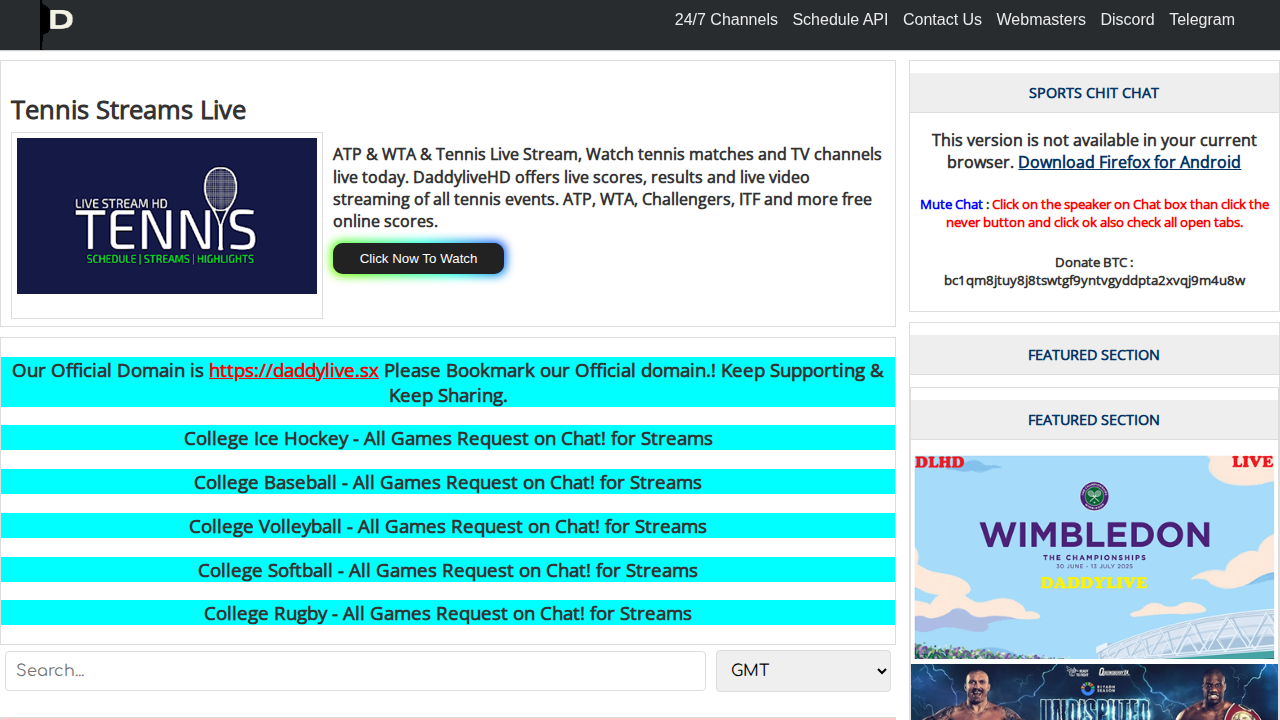 D
24/7 Channels Schedule API Contact Us Webmasters Discord Telegram
Tennis Streams Live
LIVE STREAM HD
TENNIS
SCHEDULE | STREAMS | HIGHLIGHTS
ATP & WTA & Tennis Live Stream, Watch tennis matches and TV channels
live today. DaddyliveHD offers live scores, results and live video
streaming of all tennis events. ATP, WTA, Challengers, ITF and more free
online scores.
Click Now To Watch
Our Official Domain is https://daddylive.sx Please Bookmark our Official domain.! Keep Supporting &
Keep Sharing.
College Ice Hockey - All Games Request on Chat! for Streams
College Baseball - All Games Request on Chat! for Streams
College Volleyball - All Games Request on Chat! for Streams
College Softball - All Games Request on Chat! for Streams
College Rugby - All Games Request on Chat! for Streams
Search...
GMT
SPORTS CHIT CHAT
This version is not available in your current
browser. Download Firefox for Android
Mute Chat : Click on the speaker on Chat box than click the
never button and click ok also check all open tabs.
Donate BTC :
bc1qm8jtuy8j8tswtgf9yntvgyddpta2xvqj9m4u8w
FEATURED SECTION
FEATURED SECTION
DLHD LIVE
WIMBLEDON
THE CHAMPIONSHIPS
30 JUNE - 13 JULY 2025
DADDYLIVE
RIYADH
SEASON
UNDISPUTED